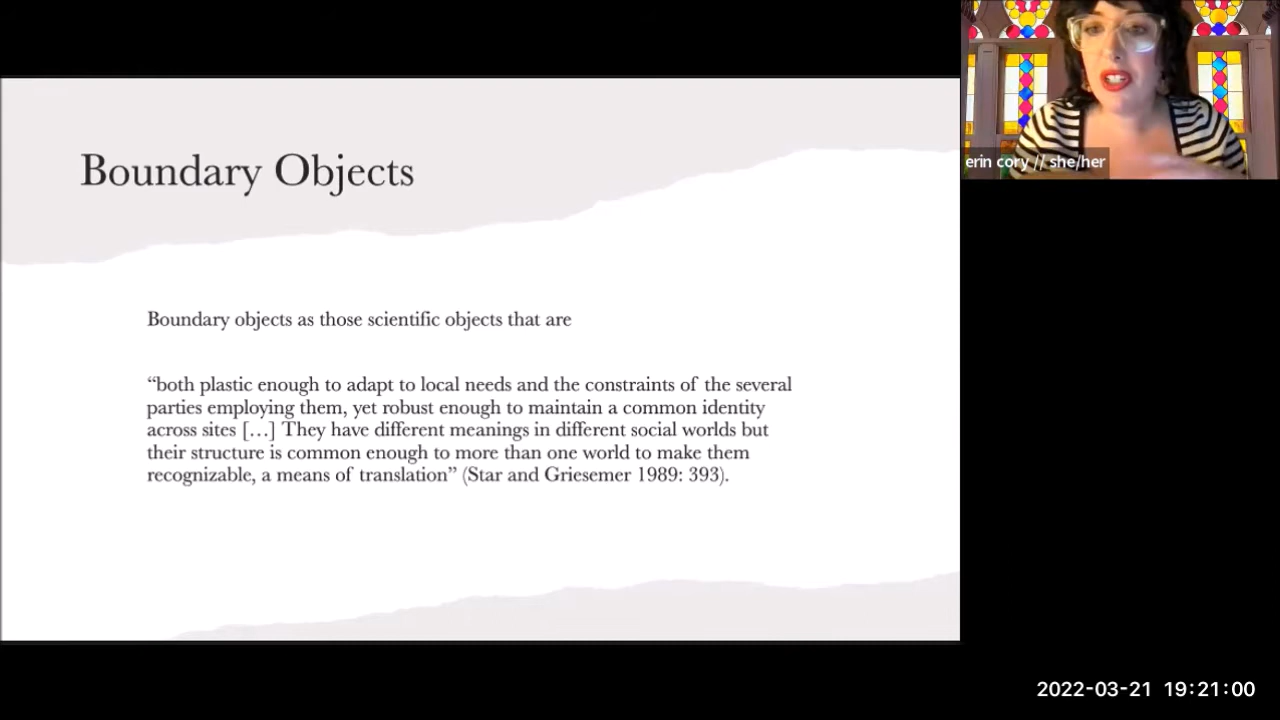 Boundary Objects
erin cory // she/her
Boundary objects as those scientific objects that are
“both plastic enough to adapt to local needs and the constraints of the several
parties employing them, yet robust enough to maintain a common identity
across sites […] They have different meanings in different social worlds but
their structure is common enough to more than one world to make them
recognizable, a means of translation” (Star and Griesemer 1989: 393).
2022-03-21 19:21:00